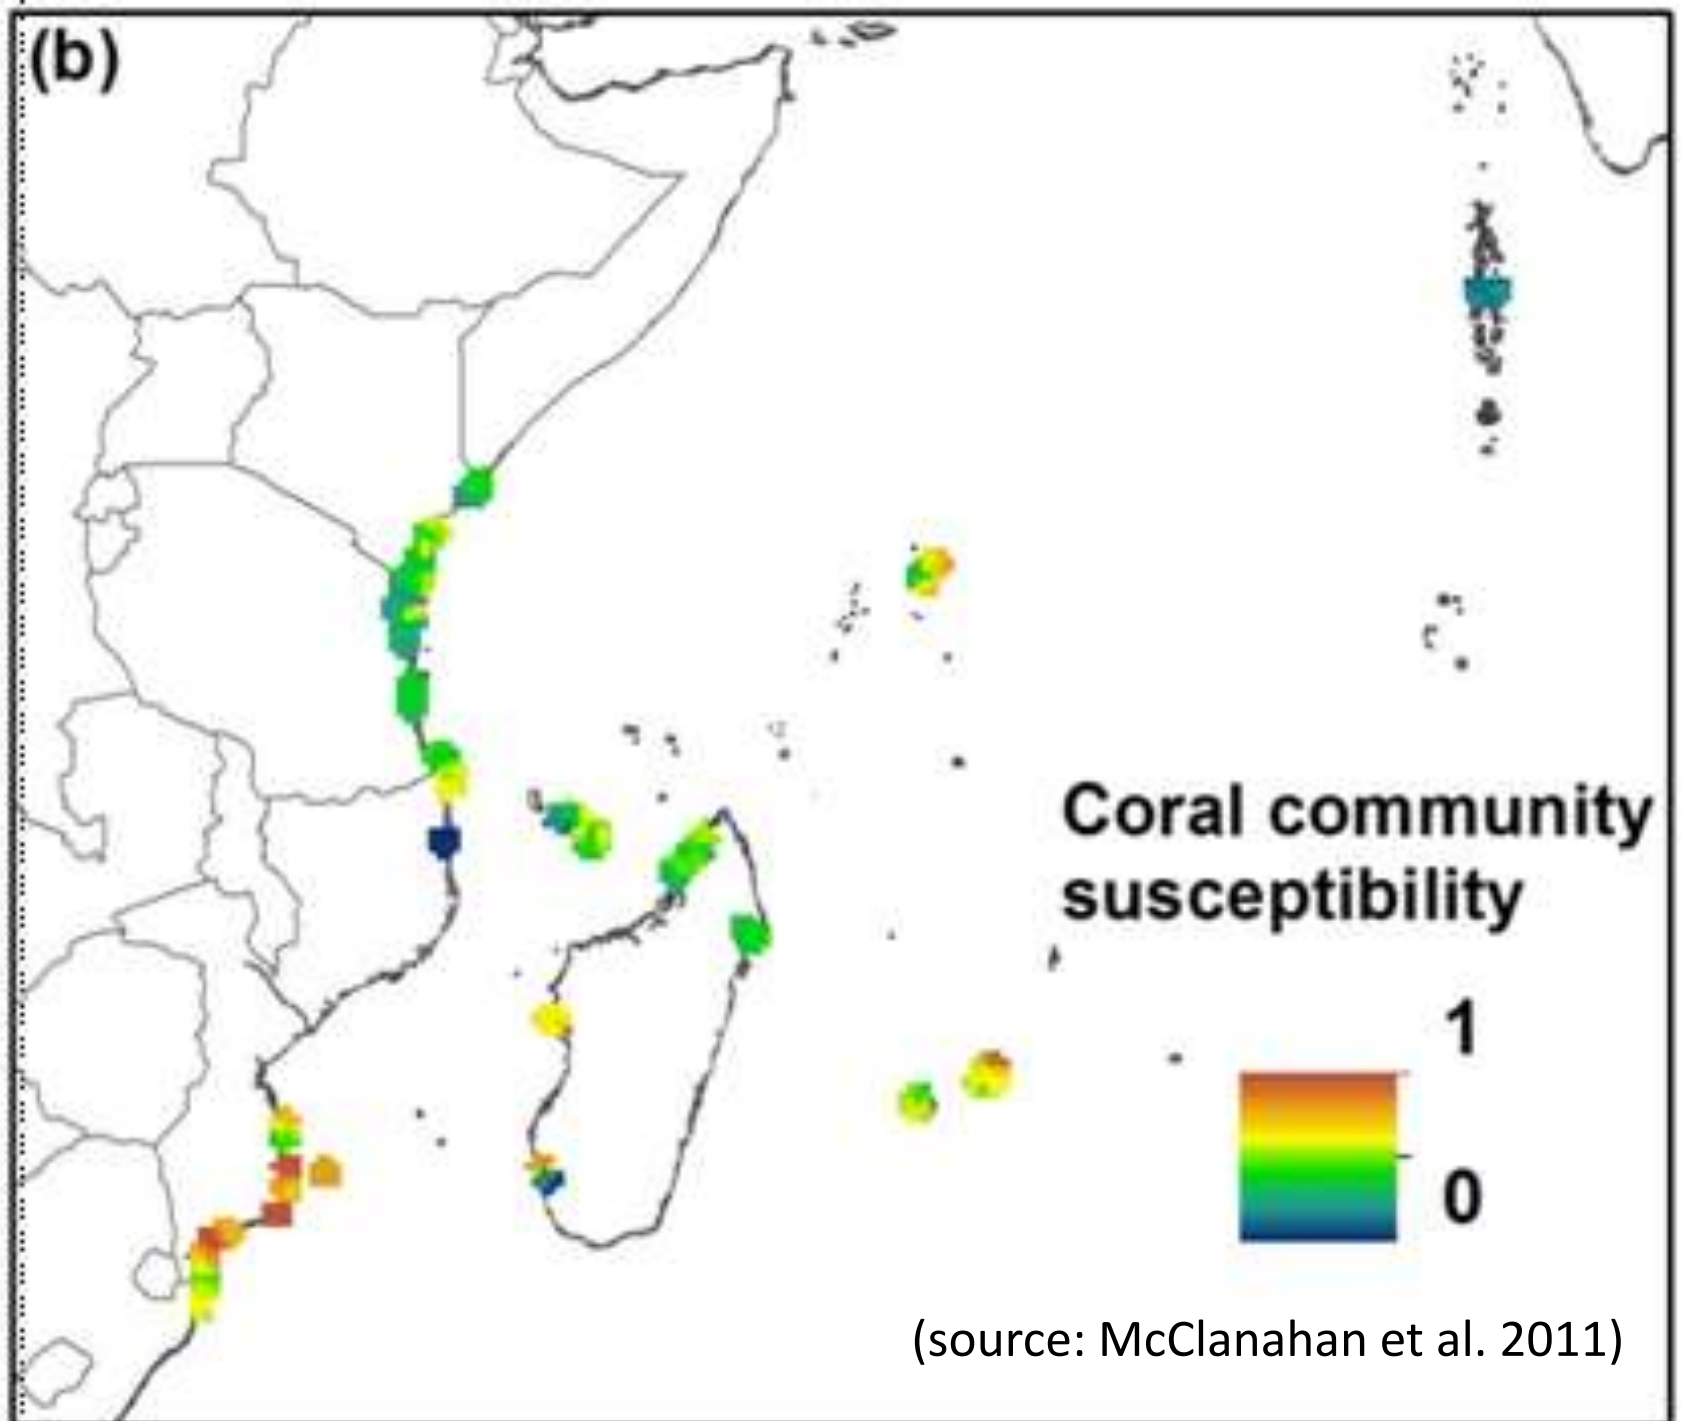 (b)
Coral community
susceptibility
1
0
(source: McClanahan et al. 2011)